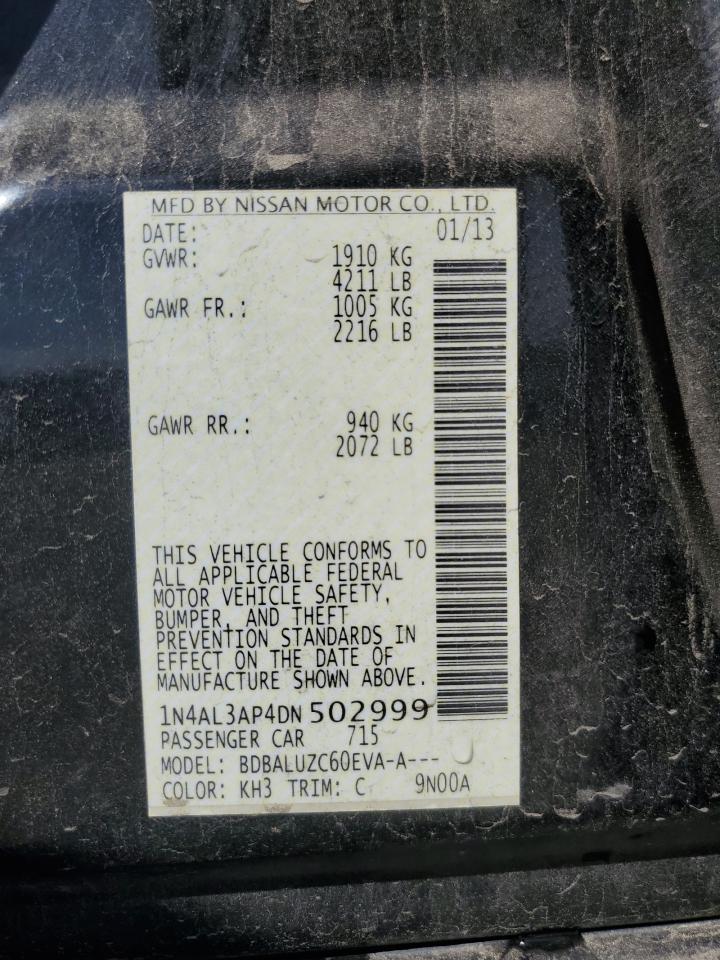 MFD BY NISSAN MOTOR CO., LTD.
DATE: 01/13
GVWR: 1910 KG
4211 LB
GAWR FR.: 1005 KG
2216 LB
GAWR RR.: 940 KG
2072 LB
THIS VEHICLE CONFORMS TO
ALL APPLICABLE FEDERAL
MOTOR VEHICLE SAFETY,
BUMPER, AND THEFT
PREVENTION STANDARDS IN
EFFECT ON THE DATE OF
MANUFACTURE SHOWN ABOVE.
1N4AL3AP4DN 502999
PASSENGER CAR 715
MODEL: BDBALUZC60EVA-A---
COLOR: KH3 TRIM: C 9N00A